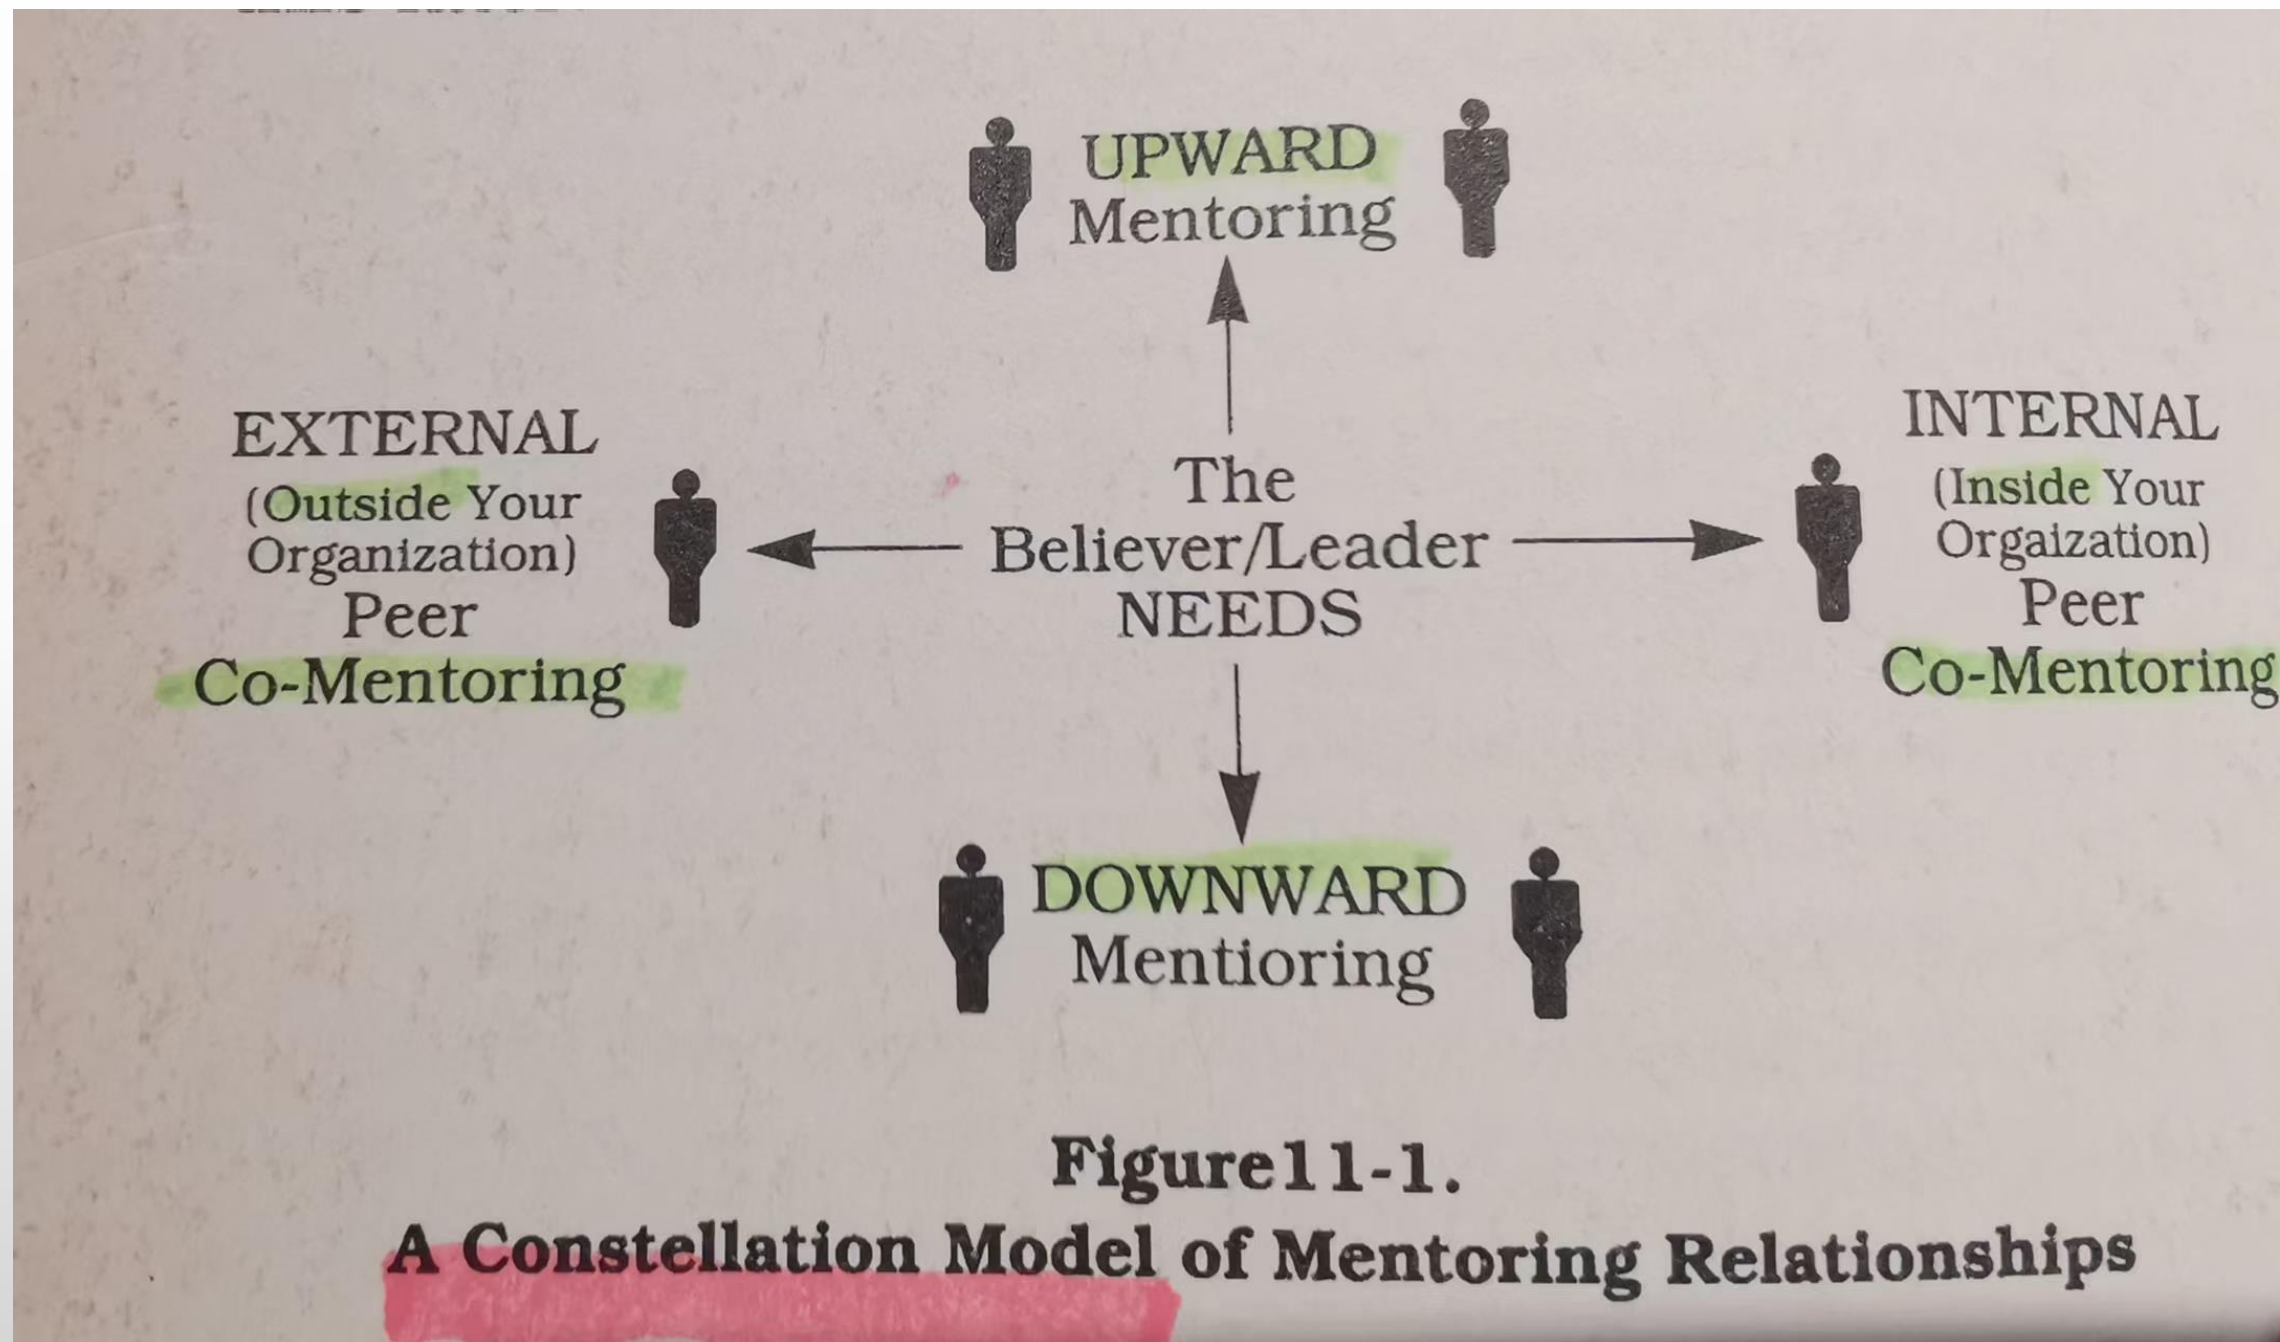 UPWARD
Mentoring
EXTERNAL
(Outside Your
Organization)
Peer
Co-Mentoring
The
Believer/Leader
NEEDS
INTERNAL
(Inside Your
Orgaization)
Peer
Co-Mentoring
DOWNWARD
Mentioring
Figure11-1.
A Constellation Model of Mentoring Relationships